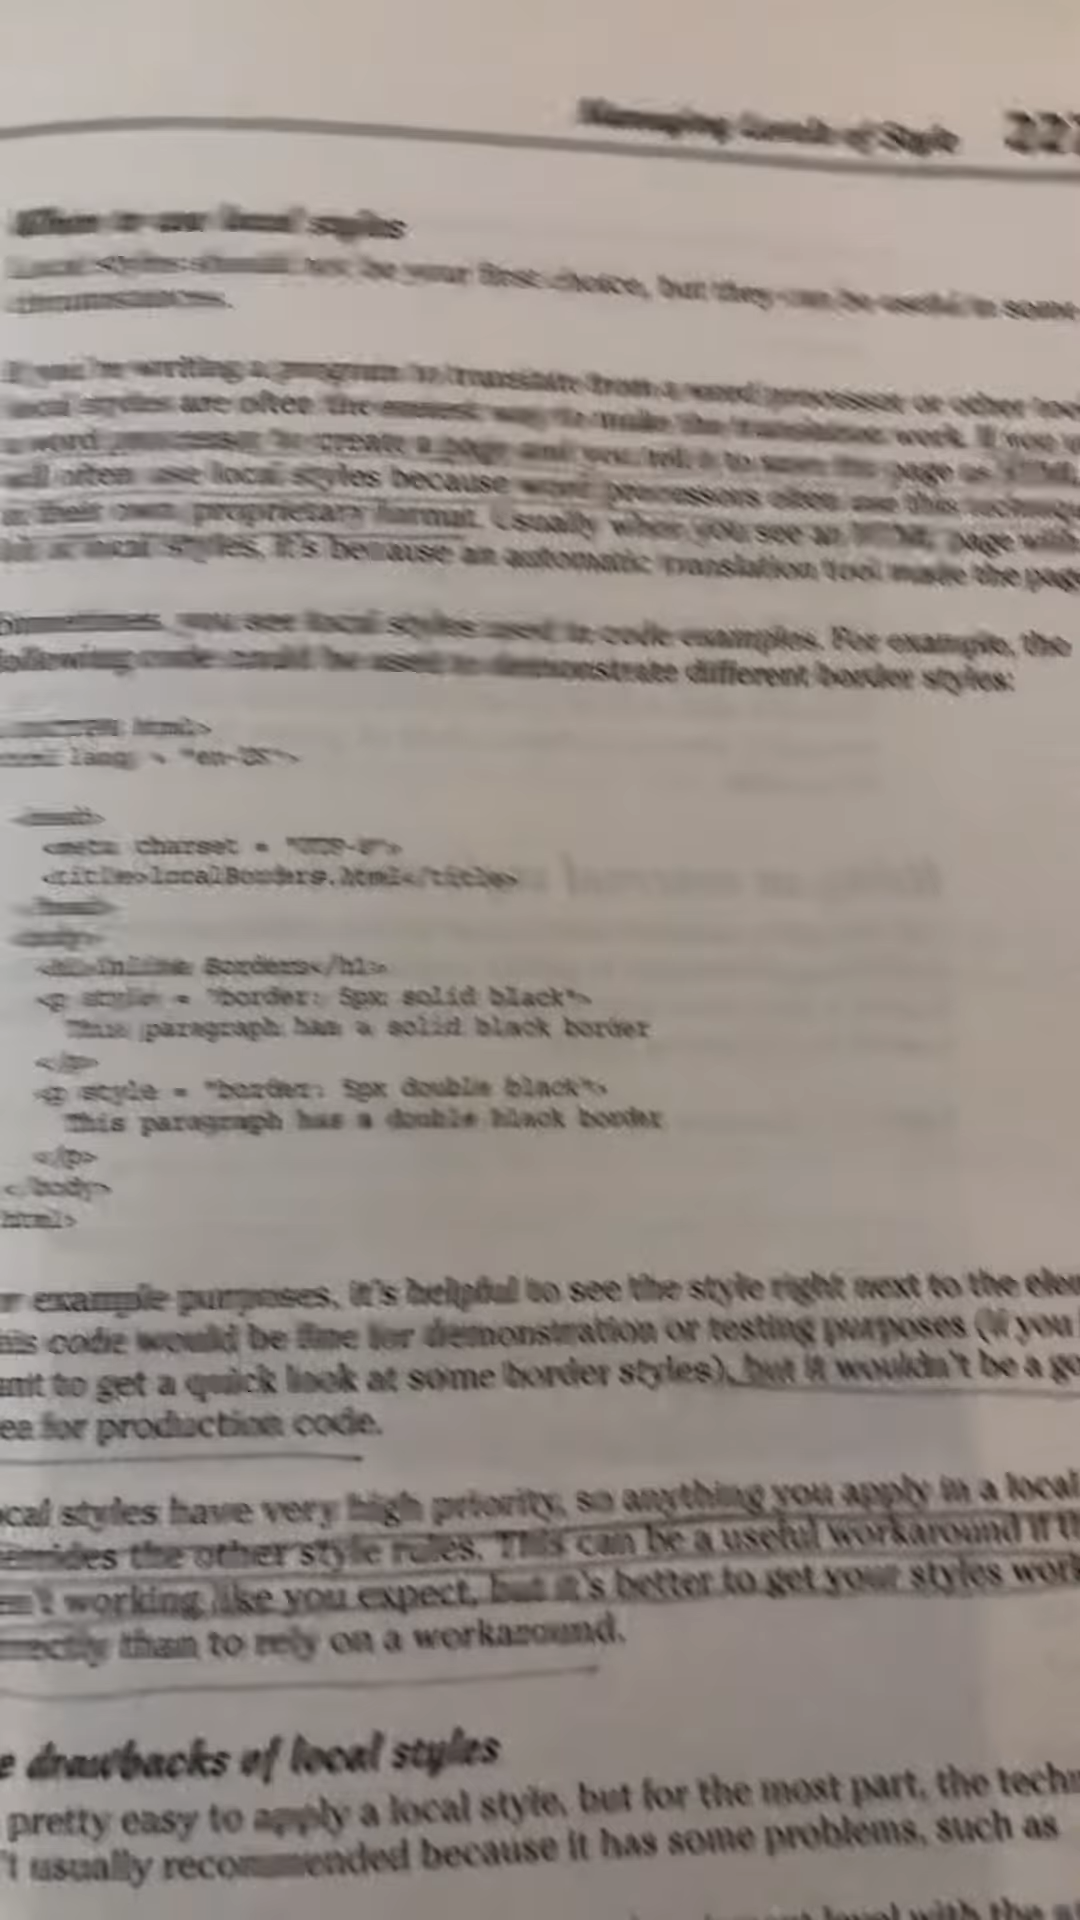 Managing Levels of Style
When to use local styles
Local styles should not be your first choice, but they can be useful in some
circumstances.
If you're writing a program to translate from a word processor or other tool
local styles are often the easiest way to make the translation work. If you
a word processor to create a page and you tell it to save the page as HTML,
will often use local styles because word processors often use this technique
in their own proprietary format. Usually when you see an HTML page with
local styles, it's because an automatic translation tool made the page
Sometimes, you see local styles used in code examples. For example, the
following code could be used to demonstrate different border styles:
html>
lang = "en-US">
<head>
<meta charset = "UTF-8">
<title>localBorders.html</title>
</head>
<body>
<h1>Inline Borders</h1>
<p style = "border: 5px solid black">
This paragraph has a solid black border
</p>
<p style = "border: 5px double black">
This paragraph has a double black border
</p>
</body>
html>
r example purposes, it's helpful to see the style right next to the
his code would be fine for demonstration or testing purposes (if you
ant to get a quick look at some border styles), but it wouldn't be a
ea for production code.
ocal styles have very high priority, so anything you apply in a local
errides the other style rules. This can be a useful workaround if
en't working like you expect, but it's better to get your styles
rrectly than to rely on a workaround.
e drawbacks of local styles
pretty easy to apply a local style, but for the most part, the
't usually recommended because it has some problems, such as
level with the